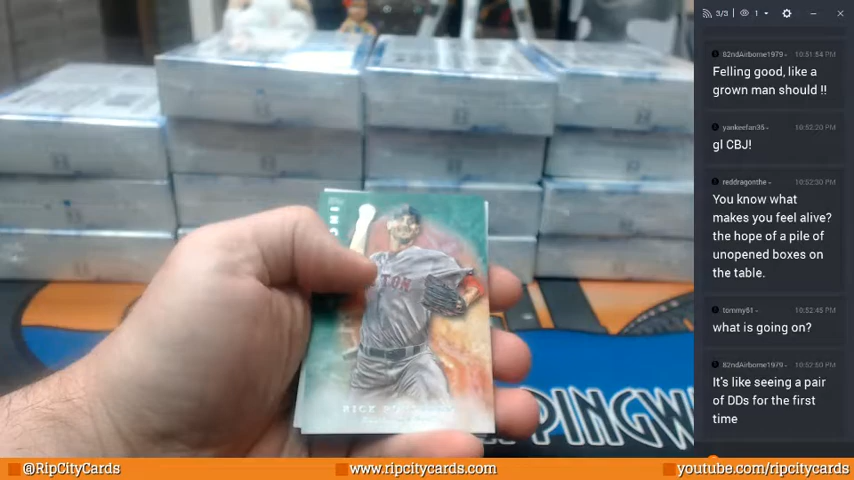 3/3 1
82ndAirborne1979 - 10:51:54 PM
Felling good, like a
grown man should !!
yankeefan35 - 10:52:20 PM
gl CBJ!
reddragonthe - 10:52:30 PM
You know what
makes you feel alive?
the hope of a pile of
unopened boxes on
the table.
tommy51 - 10:52:45 PM
what is going on?
82ndAirborne1979 - 10:52:50 PM
It's like seeing a pair
of DDs for the first
time
RICK
PPINGW
@RipCityCards
www.ripcitycards.com
youtube.com/ripcitycards